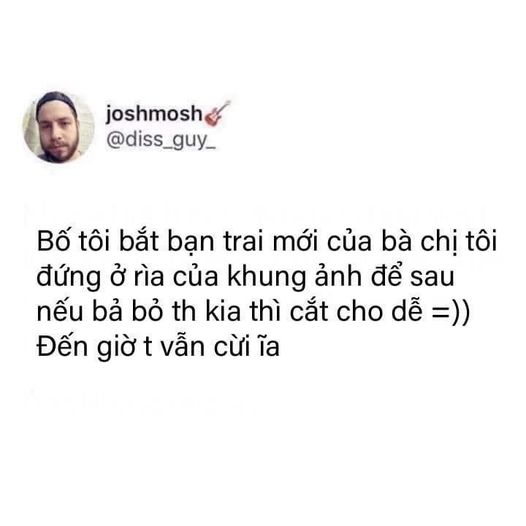 joshmosh🎸
@diss_guy_
Bố tôi bắt bạn trai mới của bà chị tôi
đứng ở rìa của khung ảnh để sau
nếu bả bỏ th kia thì cắt cho dễ =))
Đến giờ t vẫn cừi ĩa